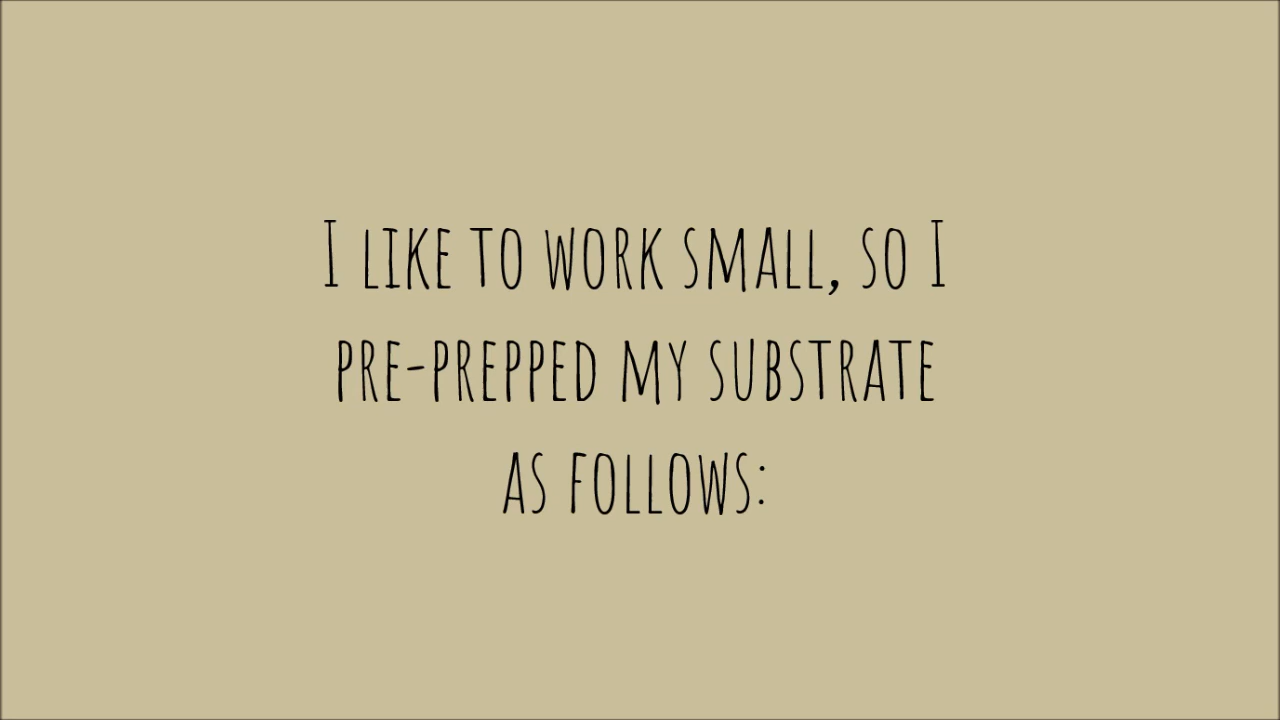 I like to work small, so I
pre-prepped my substrate
as follows: